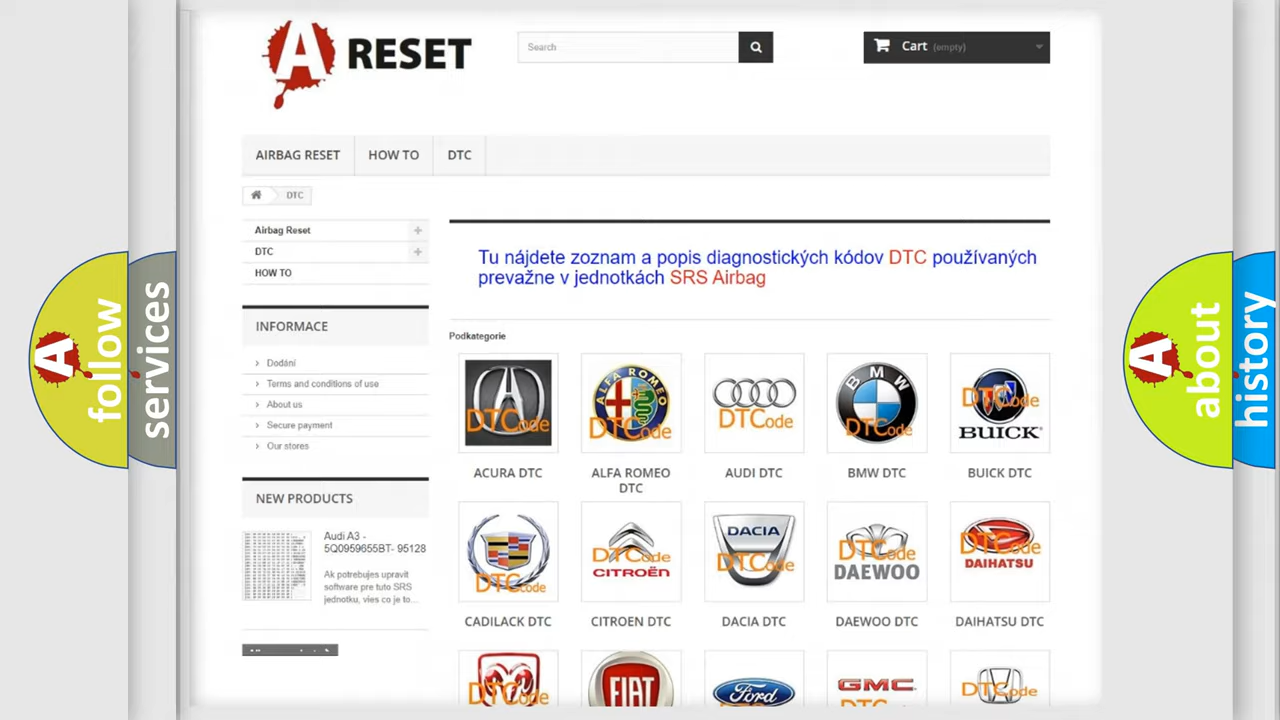 A RESET
Search
Cart (empty)
AIRBAG RESET
HOW TO
DTC
DTC
Airbag Reset
DTC
HOW TO
INFORMACE
Dodání
Terms and conditions of use
About us
Secure payment
Our stores
NEW PRODUCTS
Audi A3 -
5Q0959655BT- 95128
Ak potrebujes upravit
software pre tuto SRS
jednotku, vies co je to...
Tu nájdete zoznam a popis diagnostických kódov DTC používaných
prevažne v jednotkách SRS Airbag
Podkategorie
DTCode
ALFA ROMEO
DTCode
DTCode
BMW
DTCode
DTCode
BUICK
ACURA DTC
ALFA ROMEO
DTC
AUDI DTC
BMW DTC
BUICK DTC
DTCode
DTCode
CITROËN
DACIA
DTCode
DTCode
DAEWOO
DTCode
DAIHATSU
CADILACK DTC
CITROEN DTC
DACIA DTC
DAEWOO DTC
DAIHATSU DTC
DTCode
FIAT
Ford
GMC
DTCode
A follow
services
A about
history